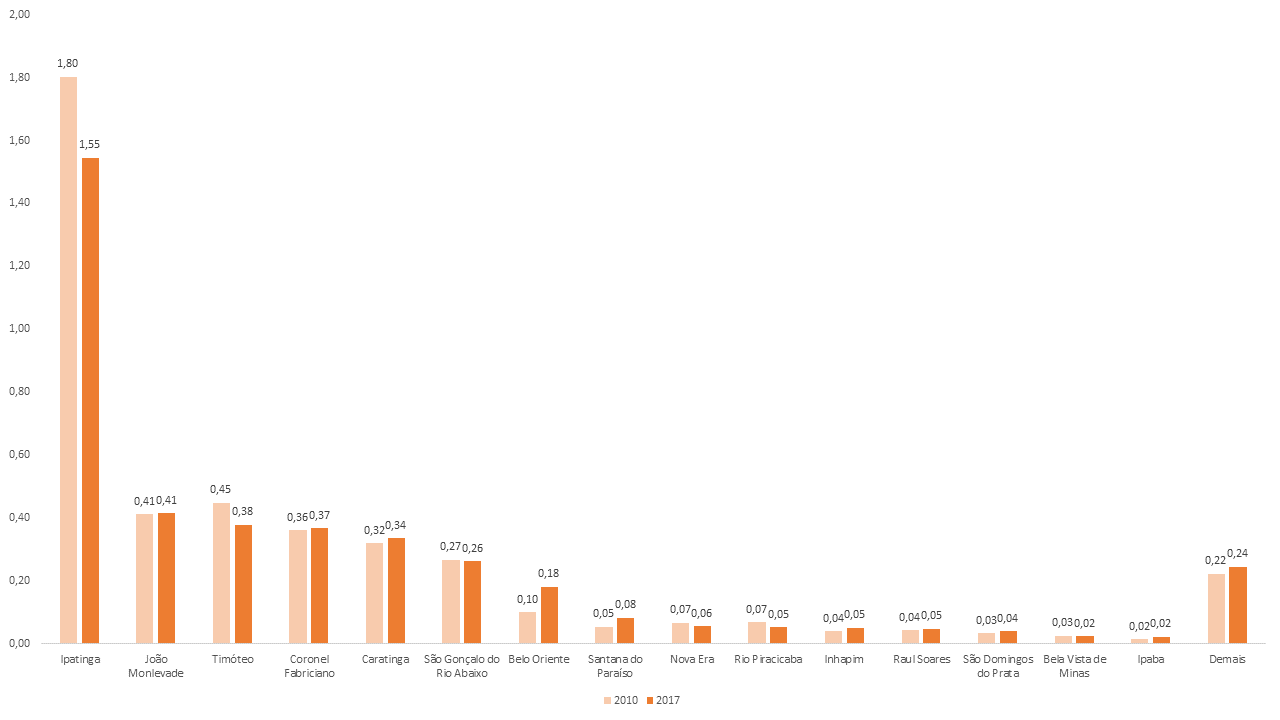 2,00
1,80
1,60
1,40
1,20
1,00
0,80
0,60
0,40
0,20
0,00
1,80
1,55
0,41 0,41
0,45
0,38
0,36 0,37
0,32 0,34
0,27 0,26
0,10
0,18
0,05
0,08
0,07 0,06
0,07
0,05
0,04 0,05
0,04 0,05
0,03 0,04
0,03 0,02
0,02 0,02
0,22
0,24
Ipatinga
João
Monlevade
Timóteo
Coronel
Fabriciano
Caratinga
São Gonçalo do
Rio Abaixo
Belo Oriente
Santana do
Paraíso
Nova Era
Rio Piracicaba
Inhapim
Raul Soares
São Domingos
do Prata
Bela Vista de
Minas
Ipaba
Demais
2010 2017